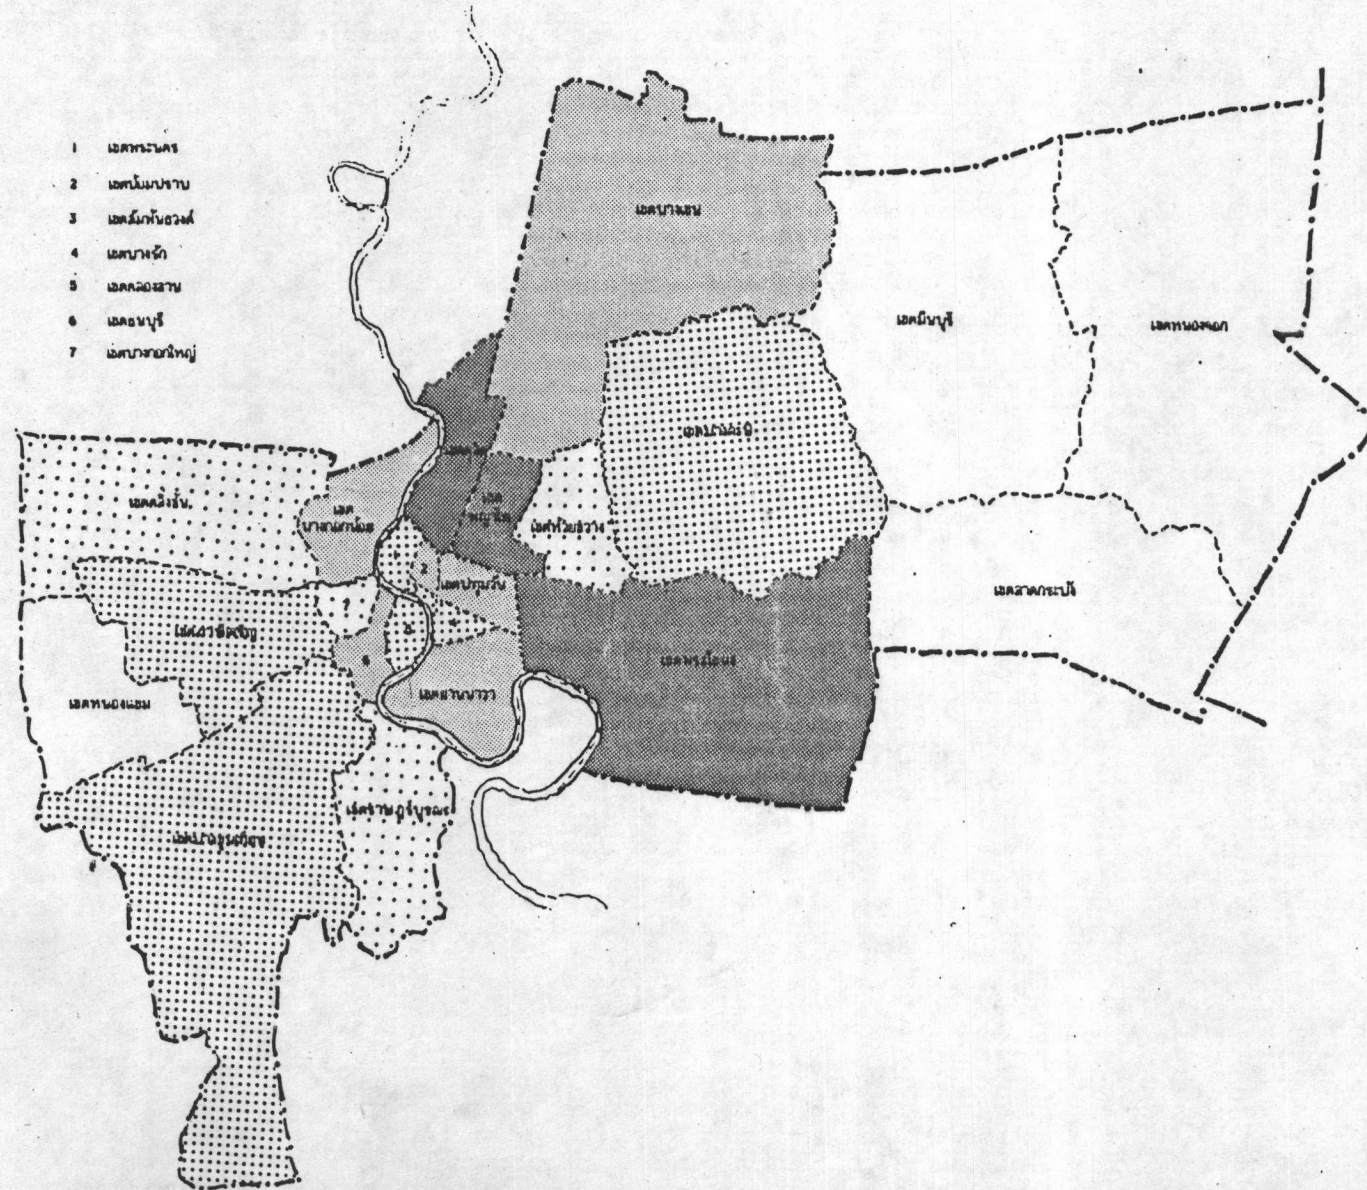 1 เขตพระนคร
2 เขตป้อมปราบ
3 เขตสัมพันธวงศ์
4 เขตบางรัก
5 เขตคลองสาน
6 เขตธนบุรี
7 เขตบางกอกใหญ่
เขตบางเขน
เขตมีนบุรี
เขตหนองจอก
เขตบางกะปิ
เขตดุสิต
เขตตลิ่งชัน
เขต
บางกอกน้อย
เขต
พญาไท
เขตห้วยขวาง
1
2
เขตปทุมวัน
เขตลาดกระบัง
7
เขตภาษีเจริญ
5
4
6
เขตพระโขนง
เขตหนองแขม
เขตยานนาวา
เขตราษฎร์บูรณะ
เขตบางขุนเทียน